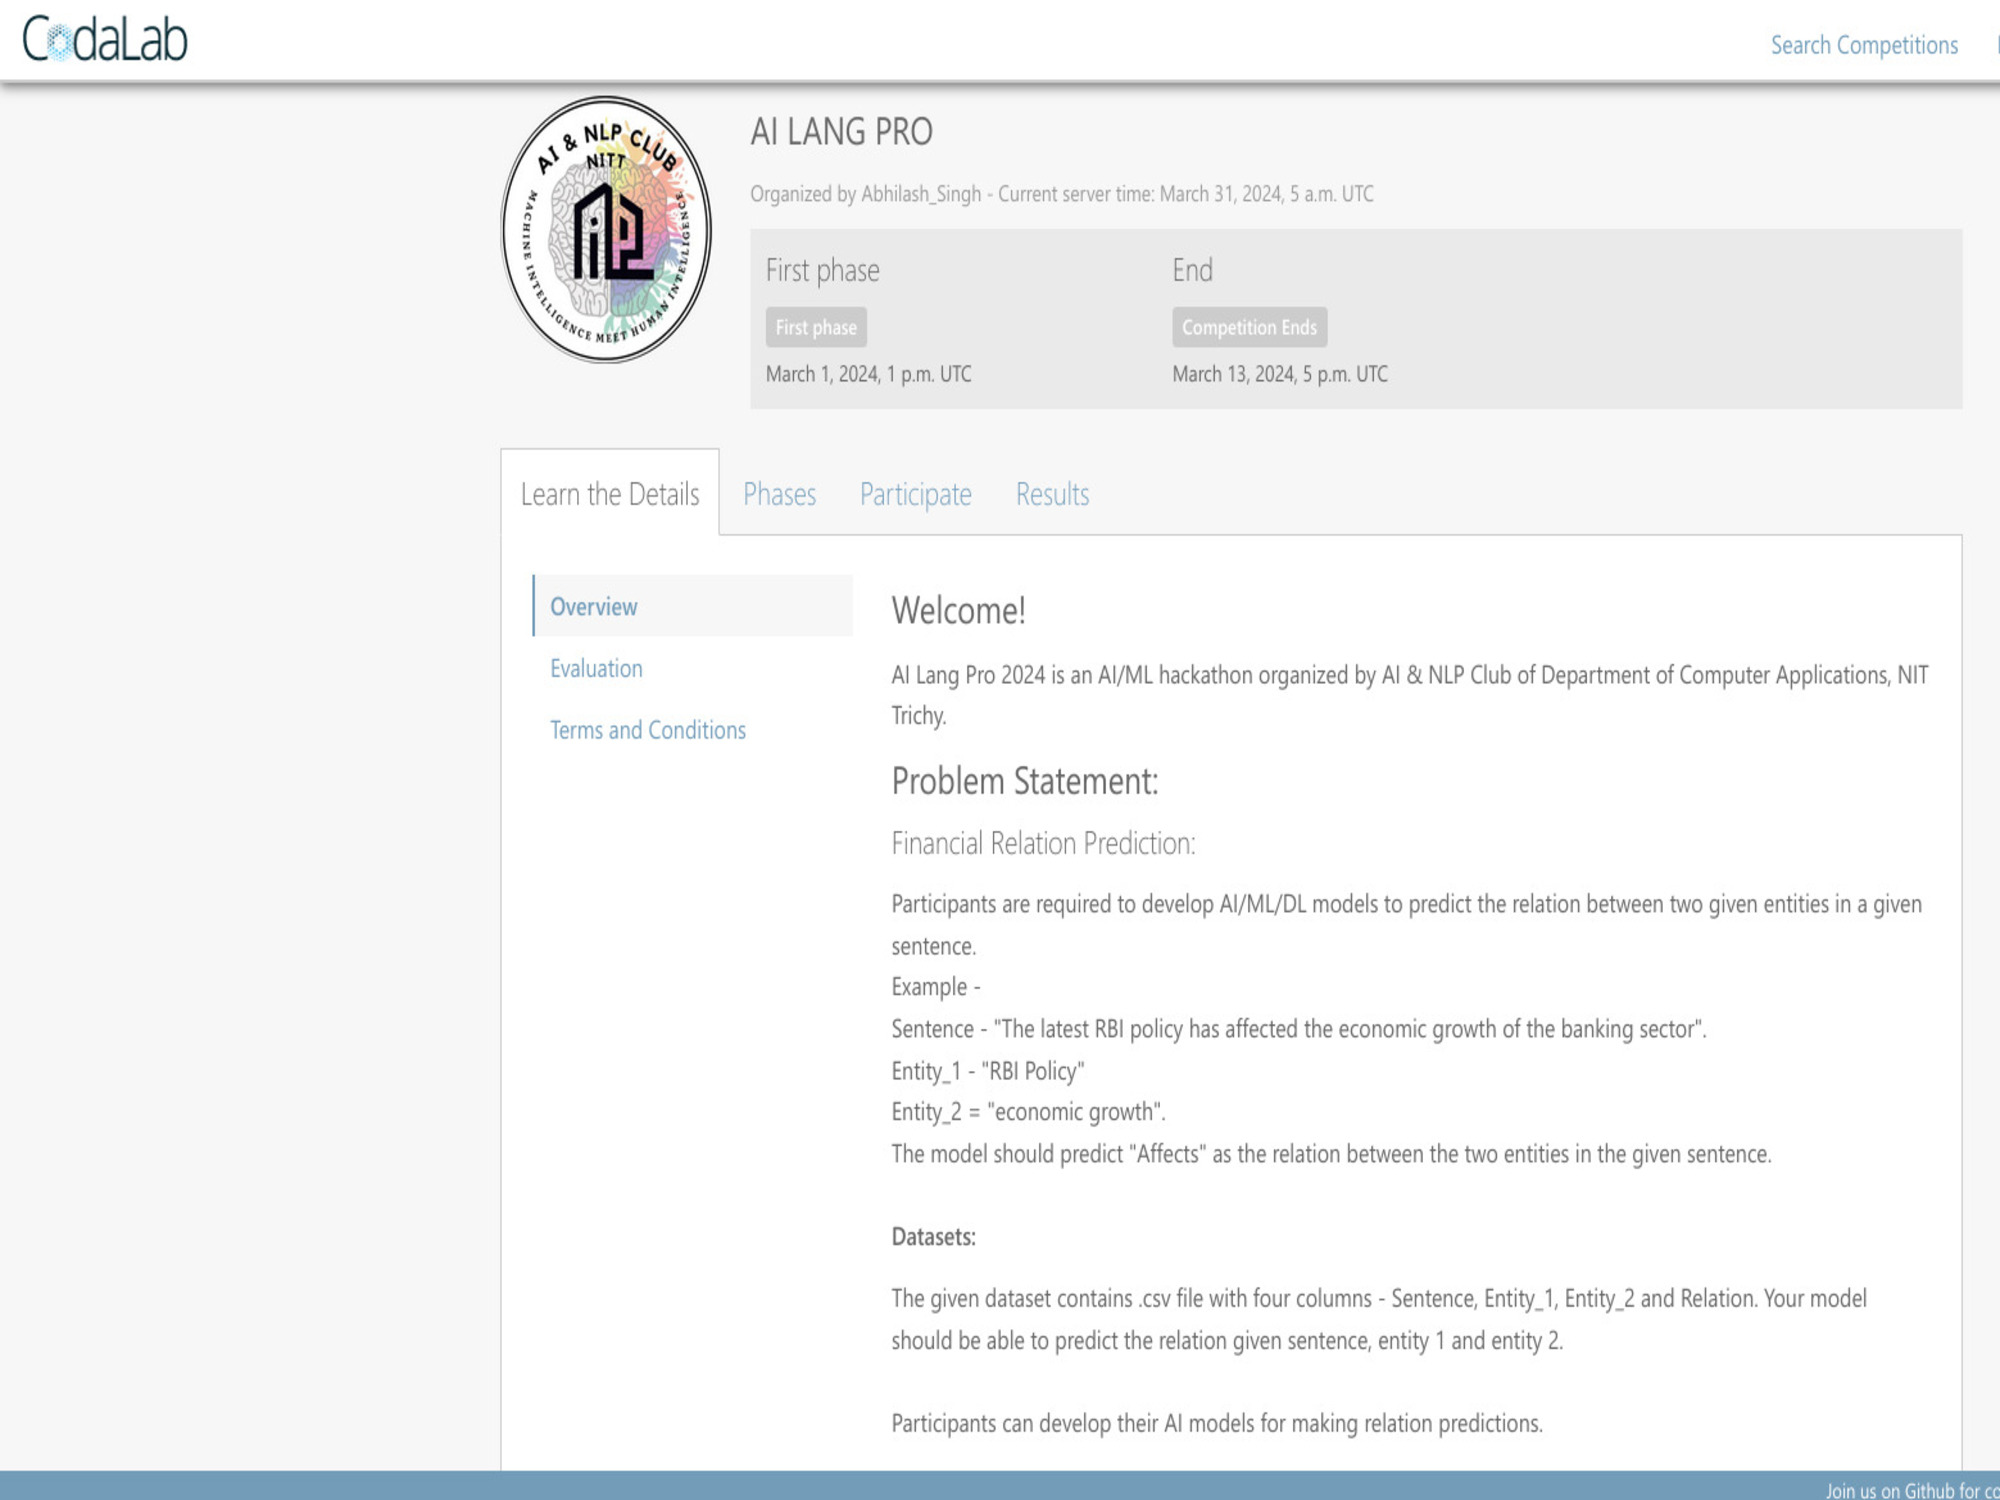 CodaLab
Search Competitions
AI & NLP CLUB
NITT
MACHINE INTELLIGENCE MEET HUMAN INTELLIGENCE
AI LANG PRO
Organized by Abhilash_Singh - Current server time: March 31, 2024, 5 a.m. UTC
First phase
End
First phase
Competition Ends
March 1, 2024, 1 p.m. UTC
March 13, 2024, 5 p.m. UTC
Learn the Details
Phases
Participate
Results
Overview
Evaluation
Terms and Conditions
Welcome!
AI Lang Pro 2024 is an AI/ML hackathon organized by AI & NLP Club of Department of Computer Applications, NIT
Trichy.
Problem Statement:
Financial Relation Prediction:
Participants are required to develop AI/ML/DL models to predict the relation between two given entities in a given
sentence.
Example -
Sentence - "The latest RBI policy has affected the economic growth of the banking sector".
Entity_1 - "RBI Policy"
Entity_2 = "economic growth".
The model should predict "Affects" as the relation between the two entities in the given sentence.
Datasets:
The given dataset contains .csv file with four columns - Sentence, Entity_1, Entity_2 and Relation. Your model
should be able to predict the relation given sentence, entity 1 and entity 2.
Participants can develop their AI models for making relation predictions.
Join us on Github for co